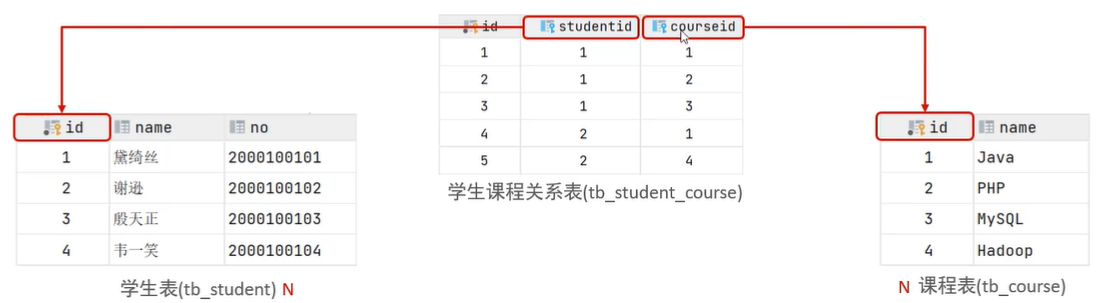 id studentid courseid
1 1 1
2 1 2
3 1 3
4 2 1
5 2 4
学生课程关系表(tb_student_course)
id name no
1 黛绮丝 2000100101
2 谢逊 2000100102
3 殷天正 2000100103
4 韦一笑 2000100104
学生表(tb_student) N
id name
1 Java
2 PHP
3 MySQL
4 Hadoop
N 课程表(tb_course)